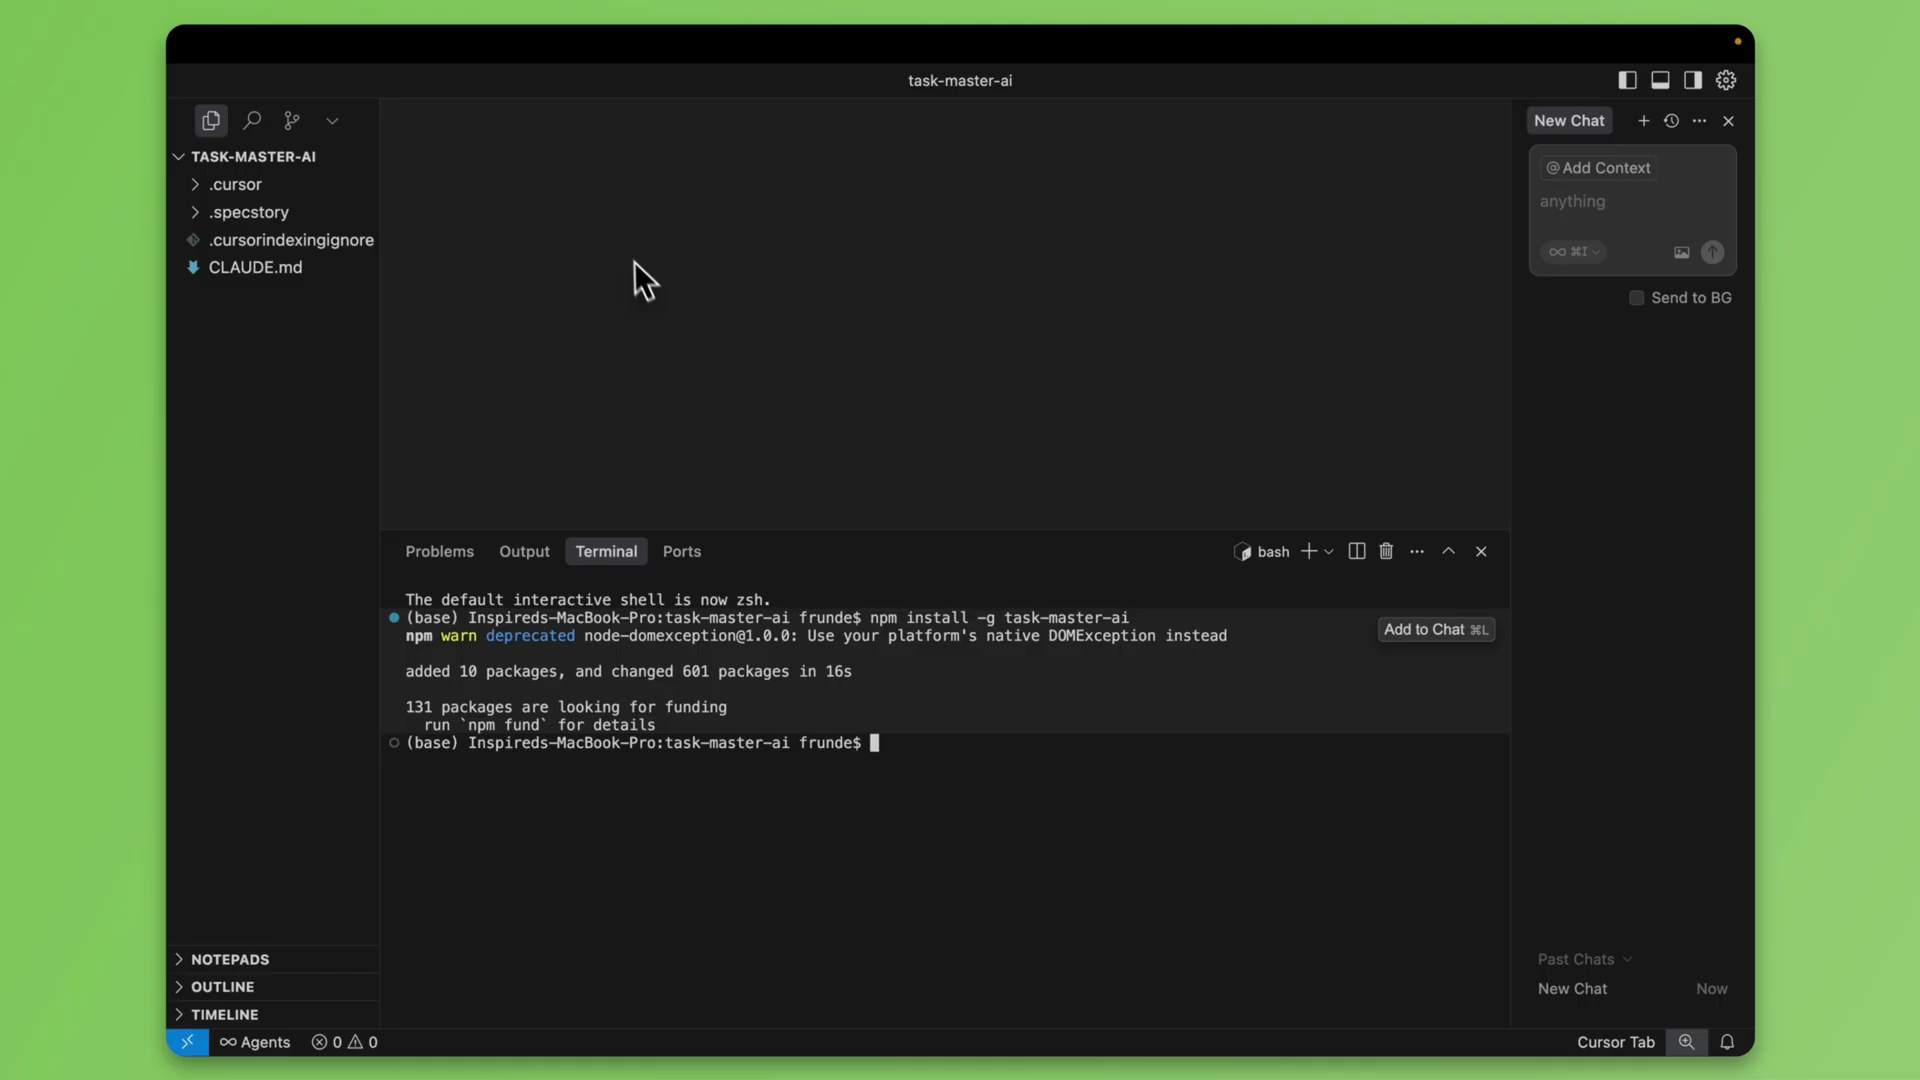 task-master-ai
TASK-MASTER-AI
.cursor
.specstory
.cursorindexingignore
CLAUDE.md
NOTEPADS
OUTLINE
TIMELINE
Problems Output Terminal Ports
bash
The default interactive shell is now zsh.
(base) Inspireds-MacBook-Pro:task-master-ai frunde$ npm install -g task-master-ai
npm warn deprecated node-domexception@1.0.0: Use your platform's native DOMException instead
added 10 packages, and changed 601 packages in 16s
131 packages are looking for funding
run `npm fund` for details
(base) Inspireds-MacBook-Pro:task-master-ai frunde$
Add to Chat ⌘L
New Chat
@ Add Context
anything
∞ ⌘I
Send to BG
Past Chats
New Chat Now
∞ Agents 0 0
Cursor Tab